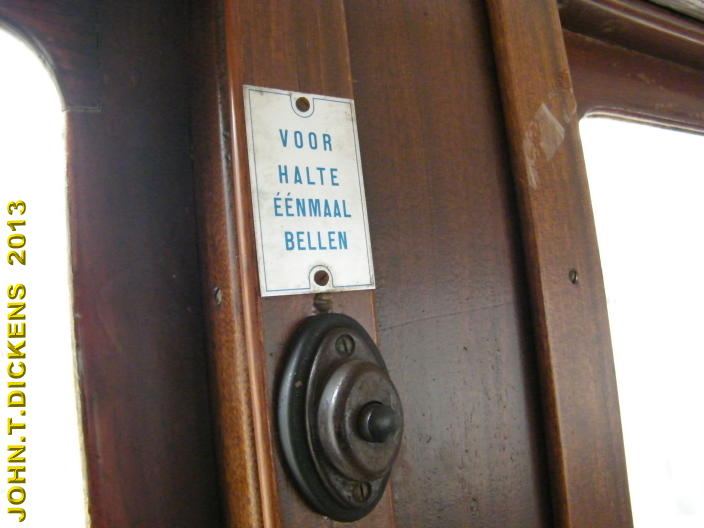 VOOR
HALTE
ÉÉNMAAL
BELLEN
JOHN.T.DICKENS 2013